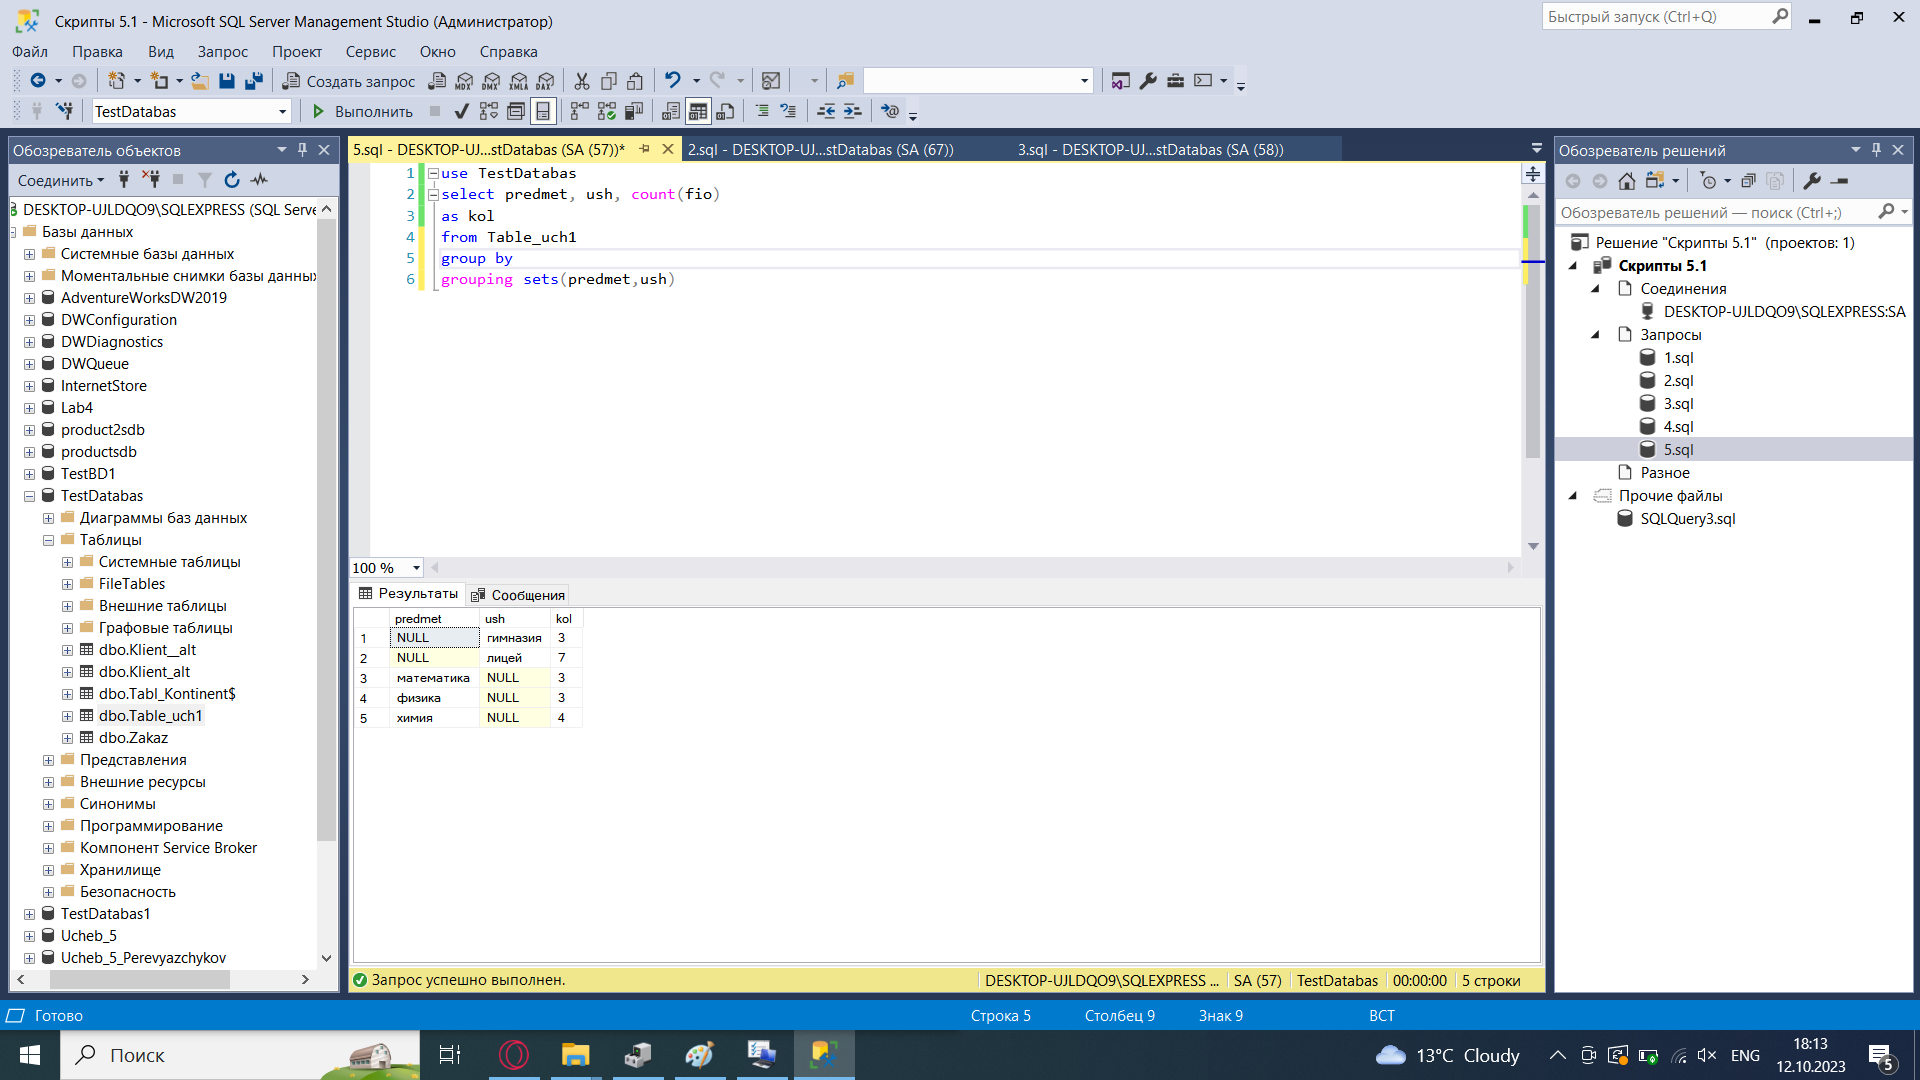 Скрипты 5.1 - Microsoft SQL Server Management Studio (Администратор)
Быстрый запуск (Ctrl+Q)
Файл Правка Вид Запрос Проект Сервис Окно Справка
Создать запрос
MDX DMX XMLA DAX
TestDatabas
Выполнить
Обозреватель объектов
Соединить
DESKTOP-UJLDQO9\SQLEXPRESS (SQL Serve
Базы данных
Системные базы данных
Моментальные снимки базы данны
AdventureWorksDW2019
DWConfiguration
DWDiagnostics
DWQueue
InternetStore
Lab4
product2sdb
productsdb
TestBD1
TestDatabas
Диаграммы баз данных
Таблицы
Системные таблицы
FileTables
Внешние таблицы
Графовые таблицы
dbo.Klient__alt
dbo.Klient_alt
dbo.Tabl_Kontinent$
dbo.Table_uch1
dbo.Zakaz
Представления
Внешние ресурсы
Синонимы
Программирование
Компонент Service Broker
Хранилище
Безопасность
TestDatabas1
Ucheb_5
Ucheb_5_Perevyazchykov
5.sql - DESKTOP-UJ...stDatabas (SA (57))*
2.sql - DESKTOP-UJ...stDatabas (SA (67))
3.sql - DESKTOP-UJ...stDatabas (SA (58))
1 use TestDatabas
2 select predmet, ush, count(fio)
3 as kol
4 from Table_uch1
5 group by
6 grouping sets(predmet,ush)
100 %
Результаты Сообщения
predmet ush kol
1 NULL гимназия 3
2 NULL лицей 7
3 математика NULL 3
4 физика NULL 3
5 химия NULL 4
Запрос успешно выполнен.
DESKTOP-UJLDQO9\SQLEXPRESS ... SA (57) TestDatabas 00:00:00 5 строки
Обозреватель решений
Обозреватель решений — поиск (Ctrl+;)
Решение "Скрипты 5.1" (проектов: 1)
Скрипты 5.1
Соединения
DESKTOP-UJLDQO9\SQLEXPRESS:SA
Запросы
1.sql
2.sql
3.sql
4.sql
5.sql
Разное
Прочие файлы
SQLQuery3.sql
Готово
Строка 5 Столбец 9 Знак 9 ВСТ
Поиск
13°C Cloudy
ENG
18:13
12.10.2023
5